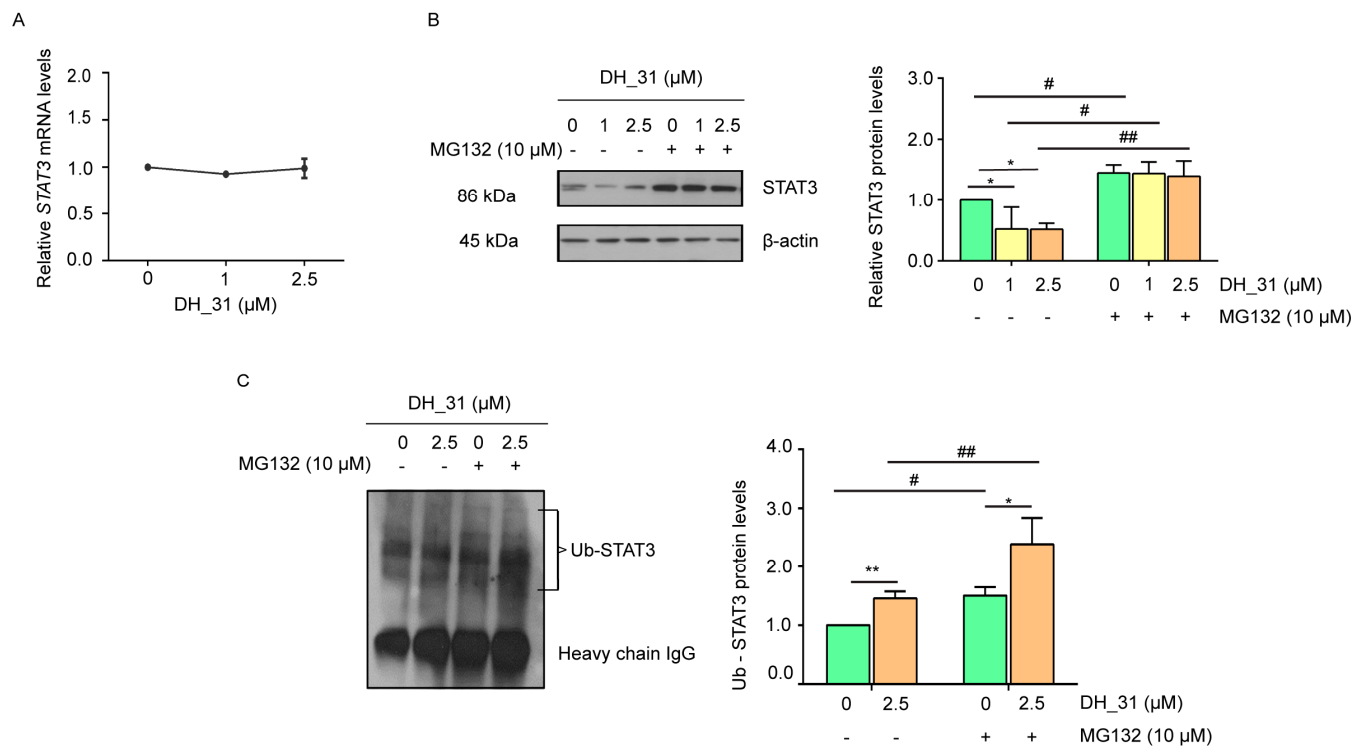 A
Relative STAT3 mRNA levels
2.0
1.5
1.0
0.5
0.0
0 1 2.5
DH_31 (µM)
B
DH_31 (µM)
0 1 2.5 0 1 2.5
MG132 (10 µM) - - - + + +
86 kDa STAT3
45 kDa β-actin
Relative STAT3 protein levels
3.0
2.0
1.0
0.0
#
#
##
*
*
0 1 2.5 0 1 2.5 DH_31 (µM)
- - - + + + MG132 (10 µM)
C
DH_31 (µM)
0 2.5 0 2.5
MG132 (10 µM) - - + +
Ub-STAT3
Heavy chain IgG
Ub - STAT3 protein levels
4.0
3.0
2.0
1.0
0.0
##
#
*
**
0 2.5 0 2.5 DH_31 (µM)
- - + + MG132 (10 µM)